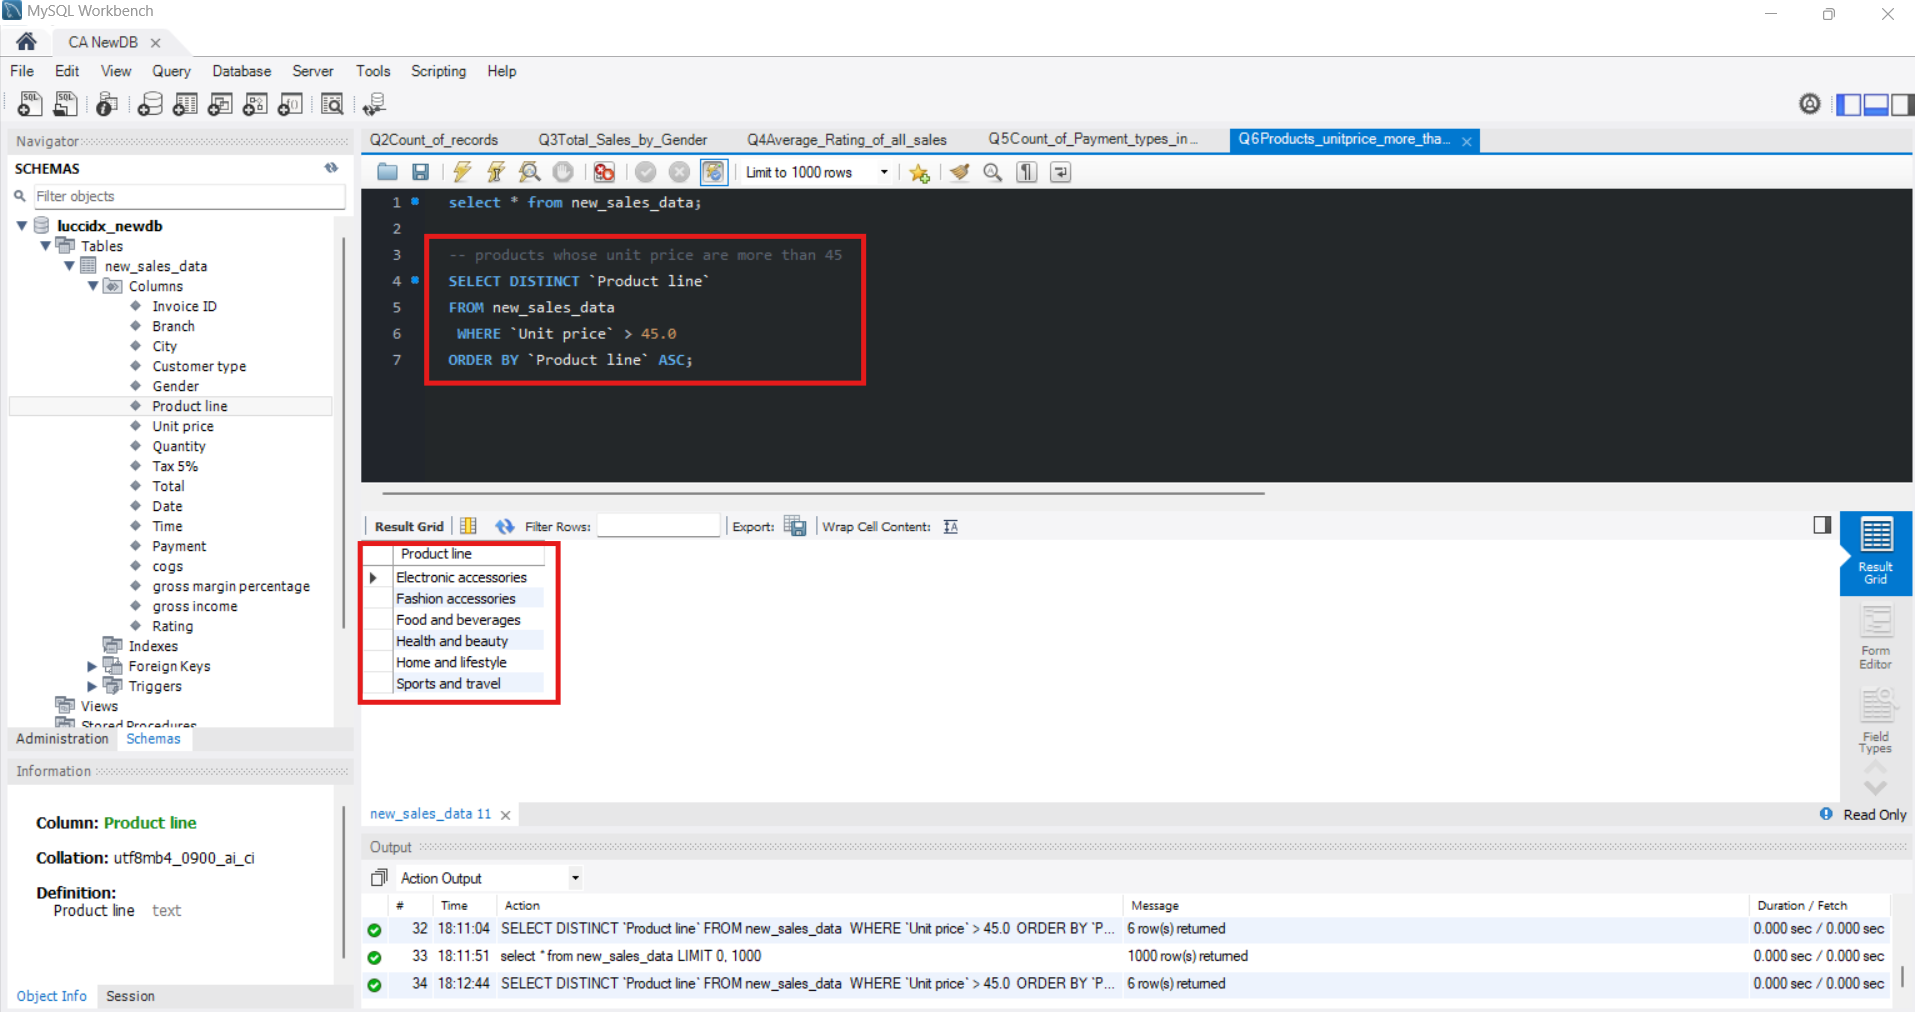 MySQL Workbench
CA NewDB
File Edit View Query Database Server Tools Scripting Help
Navigator
SCHEMAS
Filter objects
luccidx_newdb
Tables
new_sales_data
Columns
Invoice ID
Branch
City
Customer type
Gender
Product line
Unit price
Quantity
Tax 5%
Total
Date
Time
Payment
cogs
gross margin percentage
gross income
Rating
Indexes
Foreign Keys
Triggers
Views
Stored Procedures
Administration Schemas
Information
Column: Product line
Collation: utf8mb4_0900_ai_ci
Definition:
Product line text
Object Info Session
Q2Count_of_records Q3Total_Sales_by_Gender Q4Average_Rating_of_all_sales Q5Count_of_Payment_types_in... Q6Products_unitprice_more_tha...
Limit to 1000 rows
1 select * from new_sales_data;
2
3 -- products whose unit price are more than 45
4 SELECT DISTINCT `Product line`
5 FROM new_sales_data
6 WHERE `Unit price` > 45.0
7 ORDER BY `Product line` ASC;
Result Grid Filter Rows: Export: Wrap Cell Content:
Product line
Electronic accessories
Fashion accessories
Food and beverages
Health and beauty
Home and lifestyle
Sports and travel
Result
Grid
Form
Editor
Field
Types
new_sales_data 11
Read Only
Output
Action Output
# Time Action Message Duration / Fetch
32 18:11:04 SELECT DISTINCT `Product line` FROM new_sales_data WHERE `Unit price` > 45.0 ORDER BY `P... 6 row(s) returned 0.000 sec / 0.000 sec
33 18:11:51 select * from new_sales_data LIMIT 0, 1000 1000 row(s) returned 0.000 sec / 0.000 sec
34 18:12:44 SELECT DISTINCT `Product line` FROM new_sales_data WHERE `Unit price` > 45.0 ORDER BY `P... 6 row(s) returned 0.000 sec / 0.000 sec